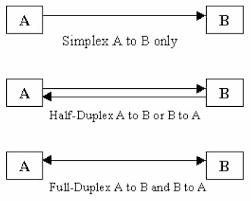 A B
Simplex A to B only
A B
Half-Duplex A to B or B to A
A B
Full-Duplex A to B and B to A